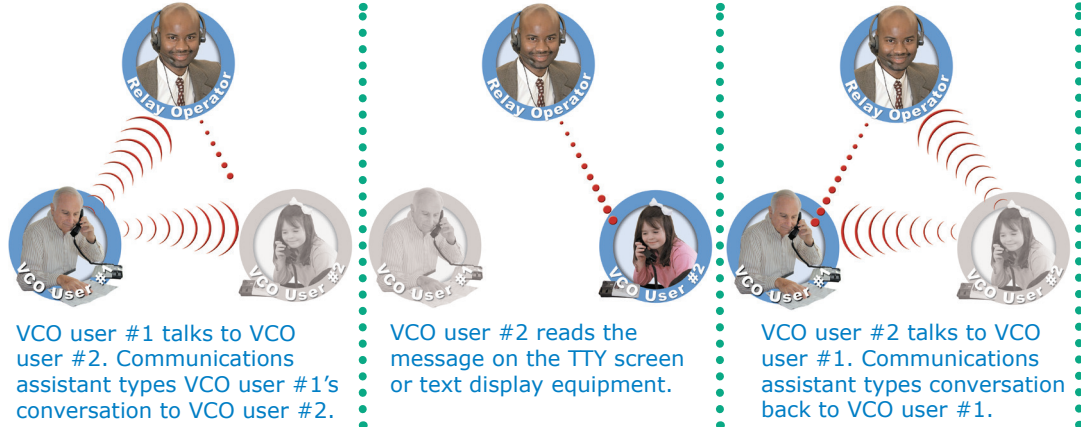 Relay Operator
VCO User #1
VCO User #2
VCO user #1 talks to VCO
user #2. Communications
assistant types VCO user #1's
conversation to VCO user #2.
Relay Operator
VCO User #1
VCO User #2
VCO user #2 reads the
message on the TTY screen
or text display equipment.
Relay Operator
VCO User #1
VCO User #2
VCO user #2 talks to VCO
user #1. Communications
assistant types conversation
back to VCO user #1.